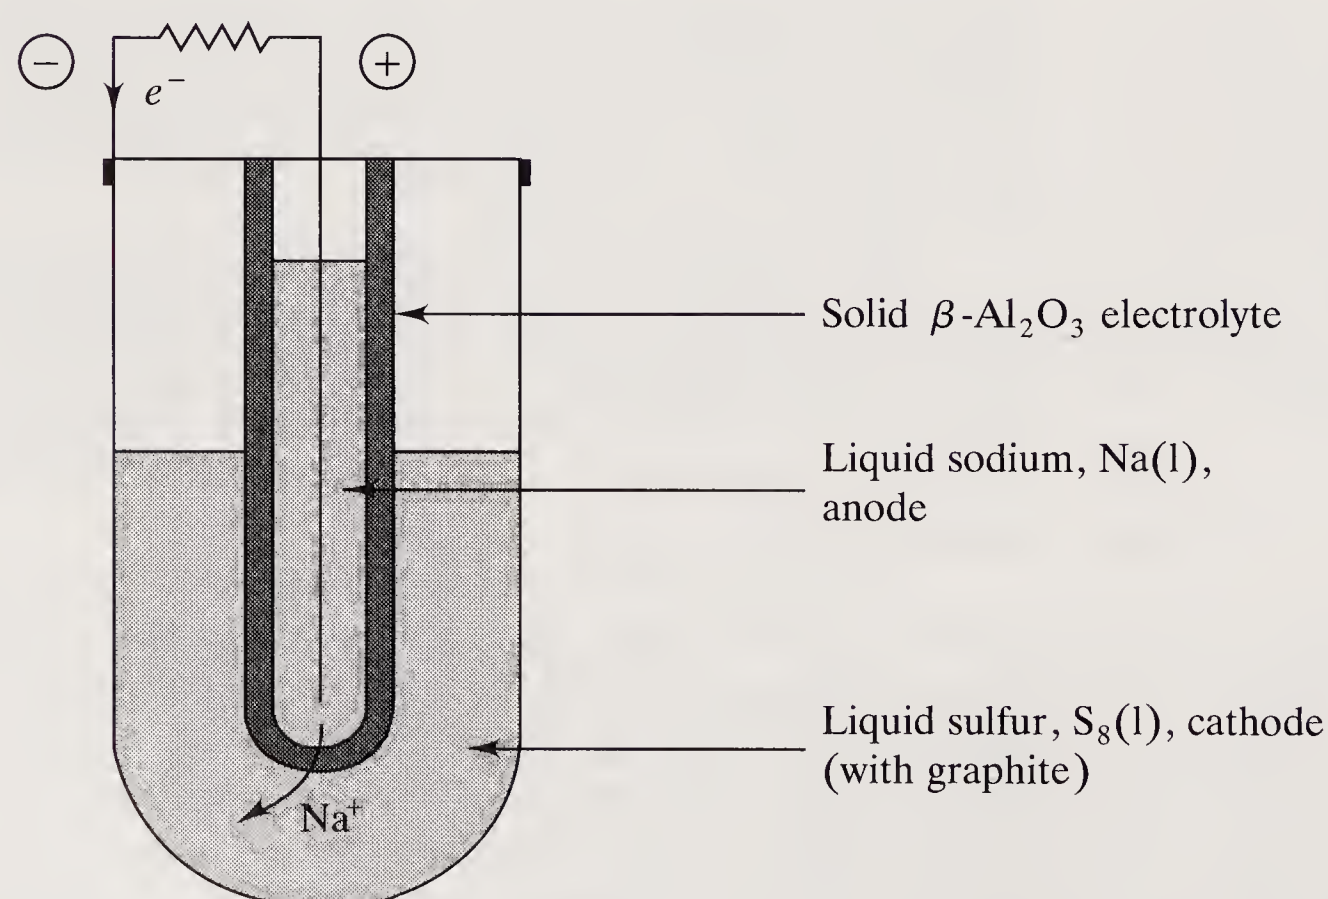 −
+
e⁻
Solid β-Al₂O₃ electrolyte
Liquid sodium, Na(l),
anode
Liquid sulfur, S₈(l), cathode
(with graphite)
Na⁺